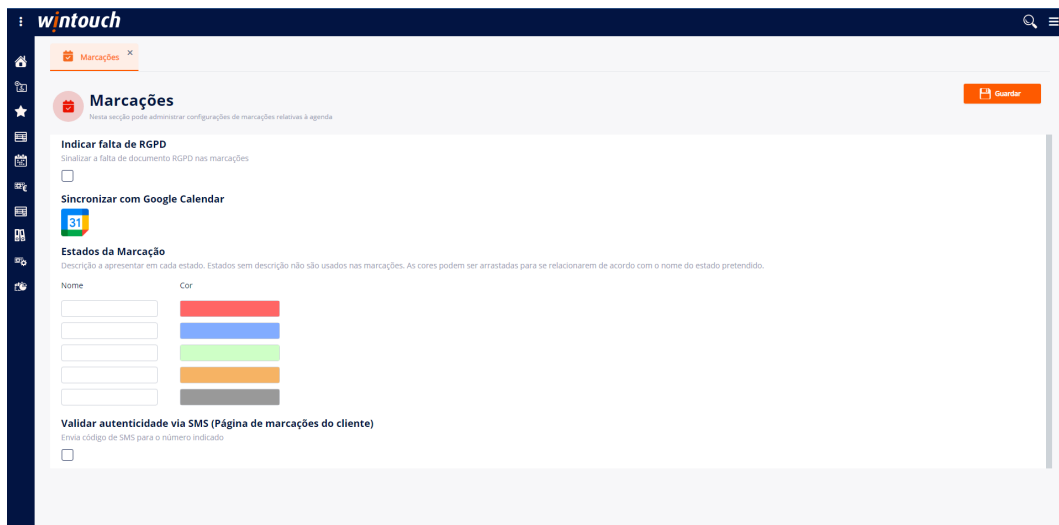 wintouch
Marcações
Marcações
Nesta secção pode administrar configurações de marcações relativas à agenda
Guardar
Indicar falta de RGPD
Sinalizar a falta de documento RGPD nas marcações
Sincronizar com Google Calendar
31
Estados da Marcação
Descrição a apresentar em cada estado. Estados sem descrição não são usados nas marcações. As cores podem ser arrastadas para se relacionarem de acordo com o nome do estado pretendido.
Nome Cor
Validar autenticidade via SMS (Página de marcações do cliente)
Envia código de SMS para o número indicado